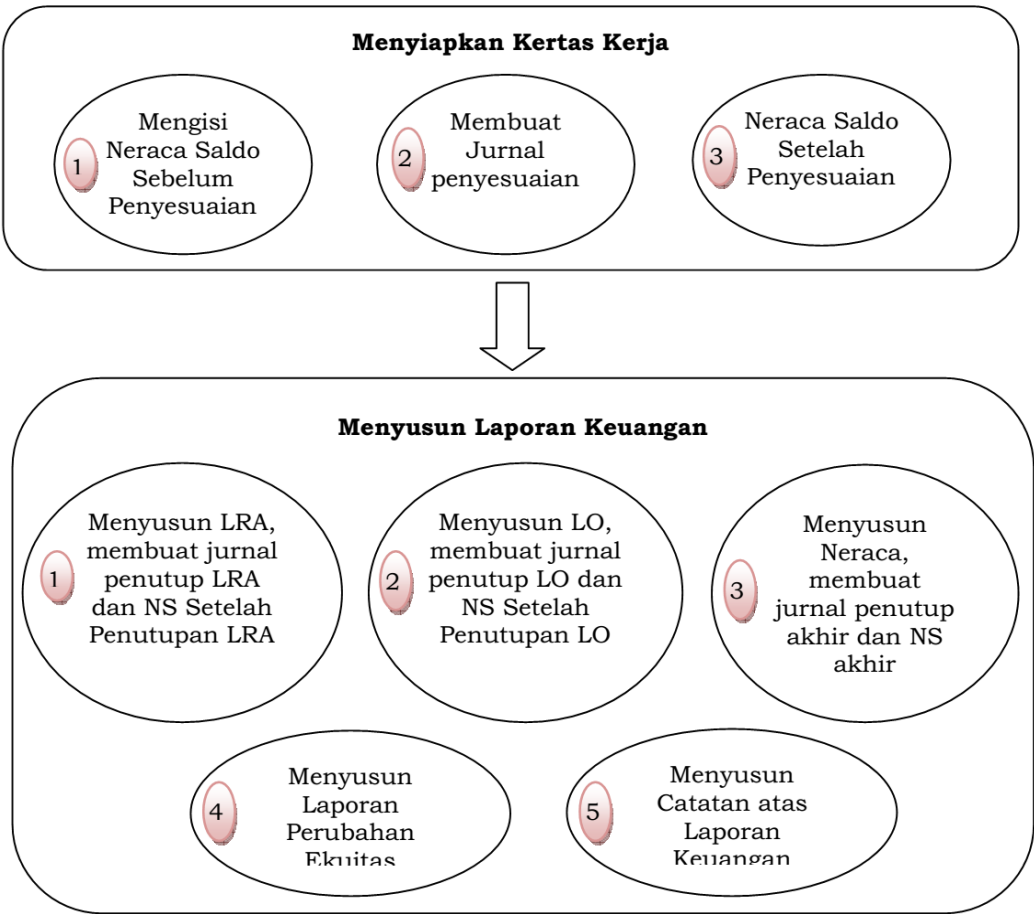 Menyiapkan Kertas Kerja
1
Mengisi
Neraca Saldo
Sebelum
Penyesuaian
2
Membuat
Jurnal
penyesuaian
3
Neraca Saldo
Setelah
Penyesuaian
Menyusun Laporan Keuangan
1
Menyusun LRA,
membuat jurnal
penutup LRA
dan NS Setelah
Penutupan LRA
2
Menyusun LO,
membuat jurnal
penutup LO dan
NS Setelah
Penutupan LO
3
Menyusun
Neraca,
membuat
jurnal penutup
akhir dan NS
akhir
4
Menyusun
Laporan
Perubahan
Ekuitas
5
Menyusun
Catatan atas
Laporan
Keuangan